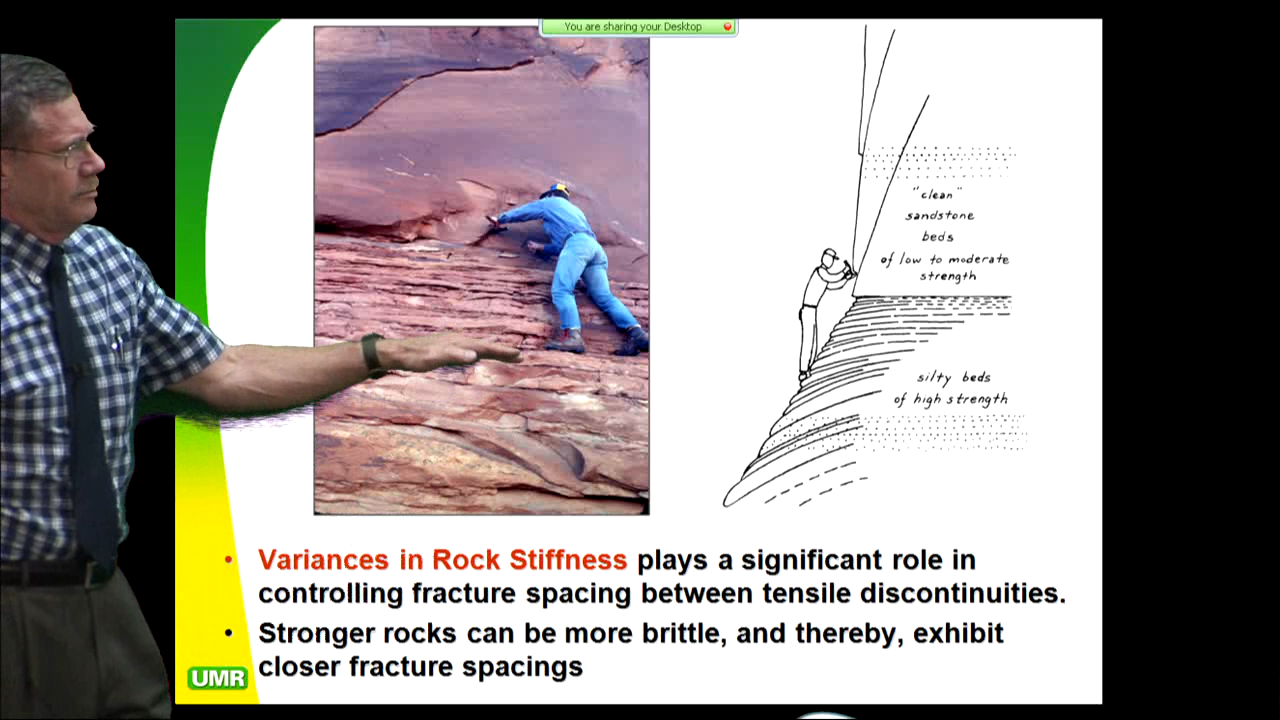 You are sharing your Desktop
"clean"
sandstone
beds
of low to moderate
strength
silty beds
of high strength
• Variances in Rock Stiffness plays a significant role in
controlling fracture spacing between tensile discontinuities.
• Stronger rocks can be more brittle, and thereby, exhibit
closer fracture spacings
UMR